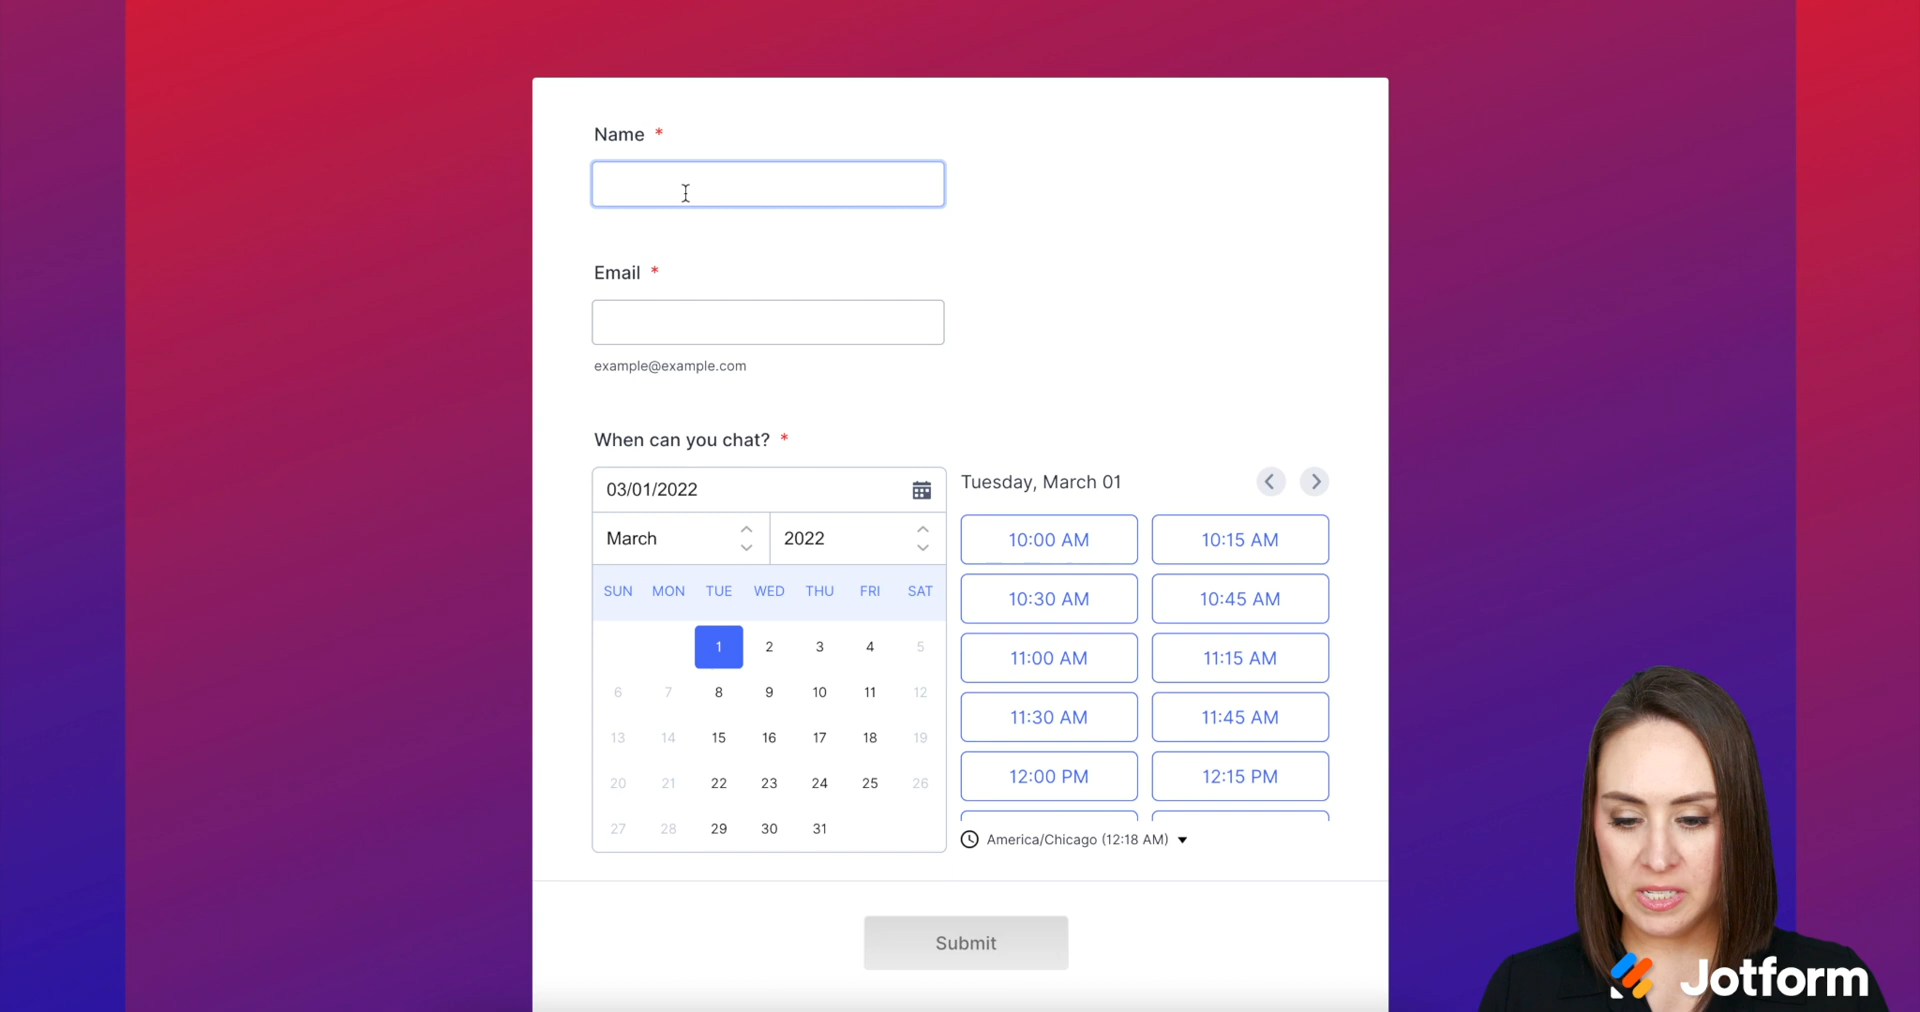 Name *
Email *
example@example.com
When can you chat? *
03/01/2022
March 2022
SUN MON TUE WED THU FRI SAT
1 2 3 4 5
6 7 8 9 10 11 12
13 14 15 16 17 18 19
20 21 22 23 24 25 26
27 28 29 30 31
Tuesday, March 01
10:00 AM 10:15 AM
10:30 AM 10:45 AM
11:00 AM 11:15 AM
11:30 AM 11:45 AM
12:00 PM 12:15 PM
America/Chicago (12:18 AM)
Submit
Jotform